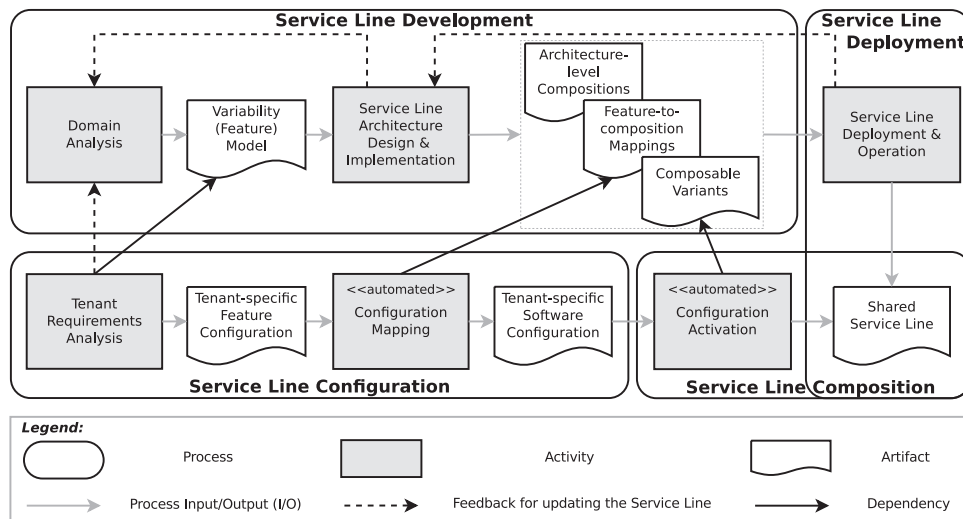 Service Line Development
Service Line
Deployment
Domain
Analysis
Variability
(Feature)
Model
Service Line
Architecture
Design &
Implementation
Architecture-
level
Compositions
Feature-to-
composition
Mappings
Composable
Variants
Service Line
Deployment &
Operation
Tenant
Requirements
Analysis
Tenant-specific
Feature
Configuration
<<automated>>
Configuration
Mapping
Tenant-specific
Software
Configuration
<<automated>>
Configuration
Activation
Shared
Service Line
Service Line Configuration
Service Line Composition
Legend:
Process
Activity
Artifact
Process Input/Output (I/O)
Feedback for updating the Service Line
Dependency